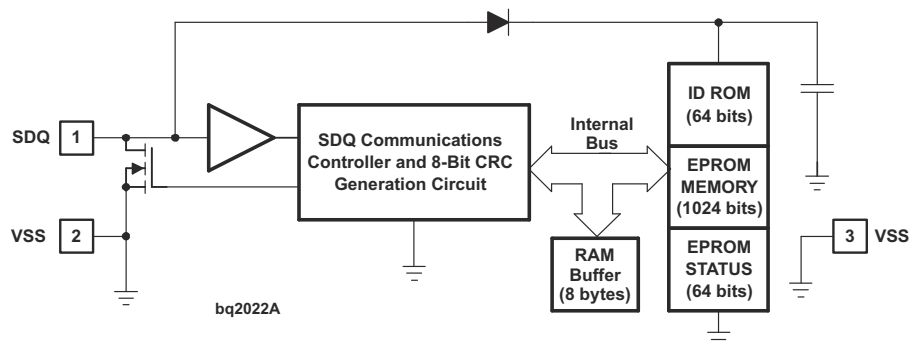 ID ROM
(64 bits)
SDQ
1
SDQ Communications
Controller and 8-Bit CRC
Generation Circuit
Internal
Bus
EPROM
MEMORY
(1024 bits)
VSS
2
RAM
Buffer
(8 bytes)
EPROM
STATUS
(64 bits)
3
VSS
bq2022A